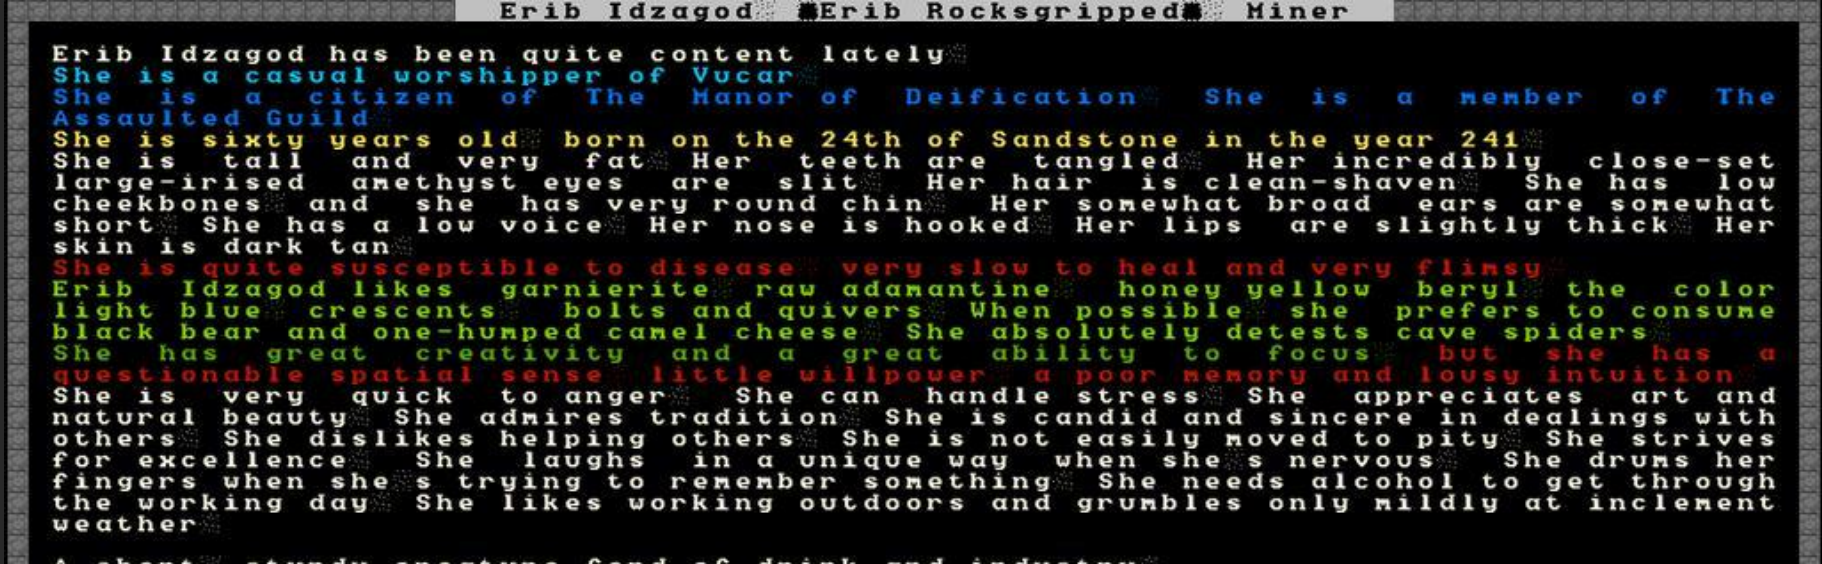 Erib Idzagod Erib Rocksgripped Miner
Erib Idzagod has been quite content lately
She is a casual worshipper of Vucar
She is a citizen of The Manor of Deification She is a member of The
Assaulted Guild
She is sixty years old born on the 24th of Sandstone in the year 241
She is tall and very fat Her teeth are tangled Her incredibly close-set
large-irised amethyst eyes are slit Her hair is clean-shaven She has low
cheekbones and she has very round chin Her somewhat broad ears are somewhat
short She has a low voice Her nose is hooked Her lips are slightly thick Her
skin is dark tan
She is quite susceptible to disease very slow to heal and very flimsy
Erib Idzagod likes garnierite raw adamantine honey yellow beryl the color
light blue crescents bolts and quivers When possible she prefers to consume
black bear and one-humped camel cheese She absolutely detests cave spiders
She has great creativity and a great ability to focus but she has a
questionable spatial sense little willpower a poor memory and lousy intuition
She is very quick to anger She can handle stress She appreciates art and
natural beauty She admires tradition She is candid and sincere in dealings with
others She dislikes helping others She is not easily moved to pity She strives
for excellence She laughs in a unique way when she s nervous She drums her
fingers when she s trying to remember something She needs alcohol to get through
the working day She likes working outdoors and grumbles only mildly at inclement
weather
A short sturdy creature fond of drink and industry